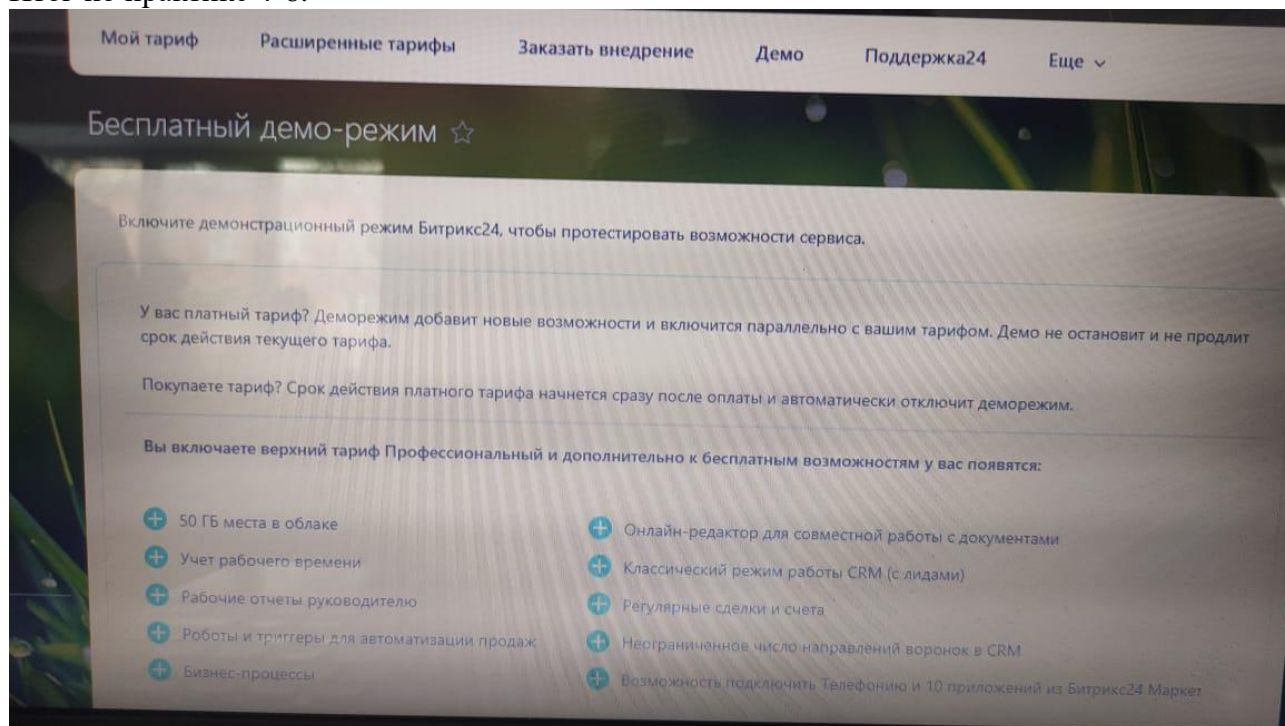 Мой тариф Расширенные тарифы Заказать внедрение Демо Поддержка24 Еще
Бесплатный демо-режим
Включите демонстрационный режим Битрикс24, чтобы протестировать возможности сервиса.
У вас платный тариф? Деморежим добавит новые возможности и включится параллельно с вашим тарифом. Демо не остановит и не продлит
срок действия текущего тарифа.
Покупаете тариф? Срок действия платного тарифа начнется сразу после оплаты и автоматически отключит деморежим.
Вы включаете верхний тариф Профессиональный и дополнительно к бесплатным возможностям у вас появятся:
50 ГБ места в облаке
Учет рабочего времени
Рабочие отчеты руководителю
Роботы и триггеры для автоматизации продаж
Бизнес-процессы
Онлайн-редактор для совместной работы с документами
Классический режим работы CRM (с лидами)
Регулярные сделки и счета
Неограниченное число направлений воронок в CRM
Возможность подключить Телефонию и 10 приложений из Битрикс24 Маркет